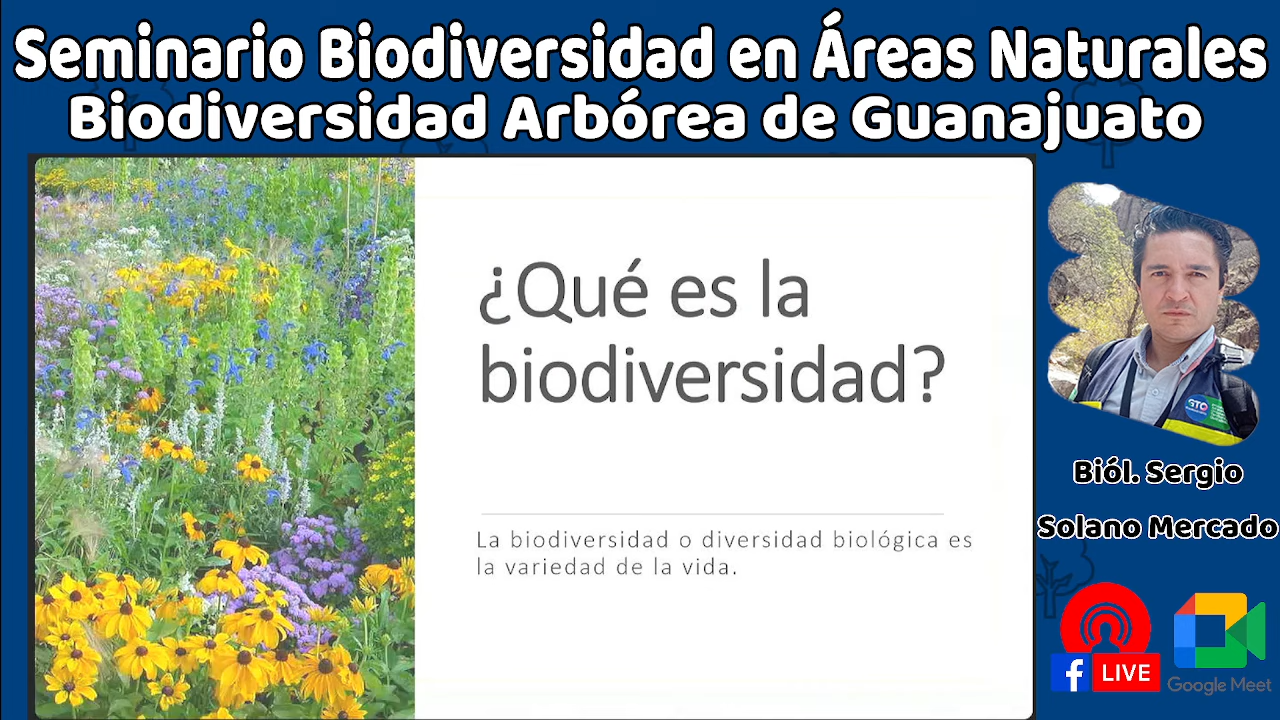 Seminario Biodiversidad en Áreas Naturales
Biodiversidad Arbórea de Guanajuato
¿Qué es la
biodiversidad?
La biodiversidad o diversidad biológica es
la variedad de la vida.
GTO
Biól. Sergio
Solano Mercado
f LIVE
Google Meet